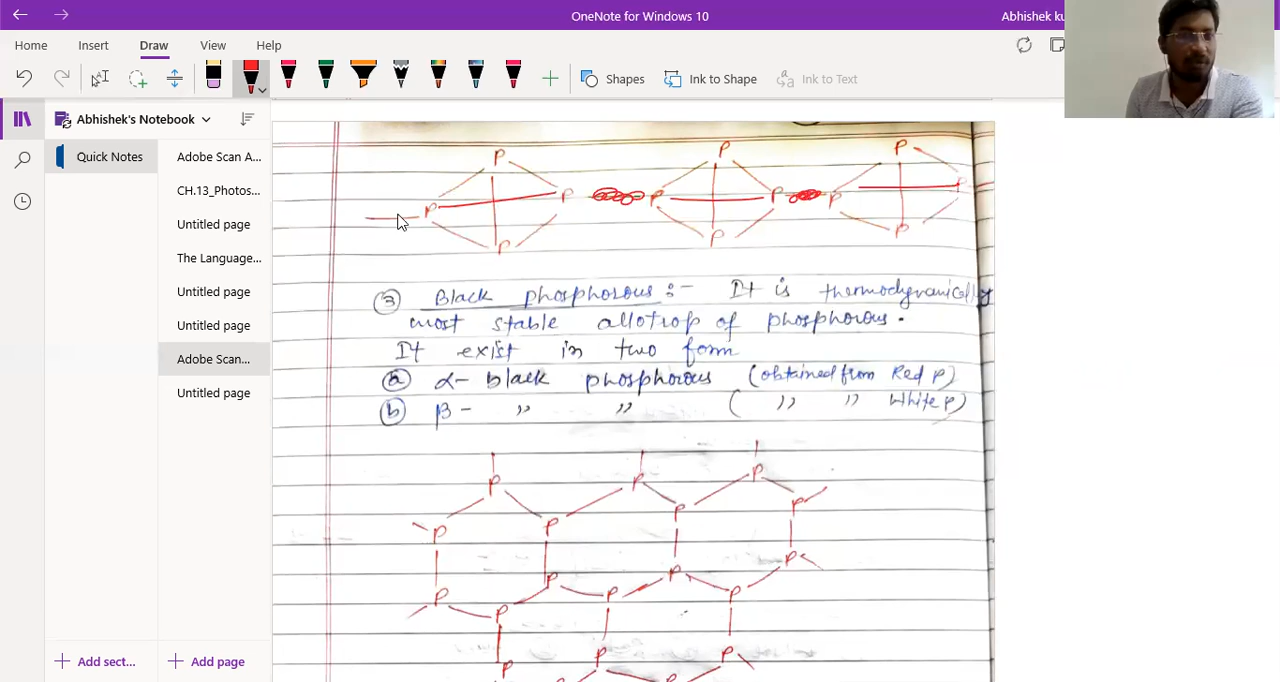 OneNote for Windows 10
Abhishek ku
Home Insert Draw View Help
Shapes Ink to Shape Ink to Text
Abhishek's Notebook
Quick Notes
Adobe Scan A...
CH.13_Photos...
Untitled page
The Language...
Untitled page
Untitled page
Adobe Scan...
Untitled page
Add sect...
Add page
P P P
P P P P P P
P P P
③ Black phosphorous :- It is thermodynamically
most stable allotrop of phosphorous.
It exist in two form
ⓐ α- black phosphorous (obtained from Red P)
ⓑ β- ,, ,, ( ,, ,, White P)
P P P
P P P P
P P P P
P P P P
P P P